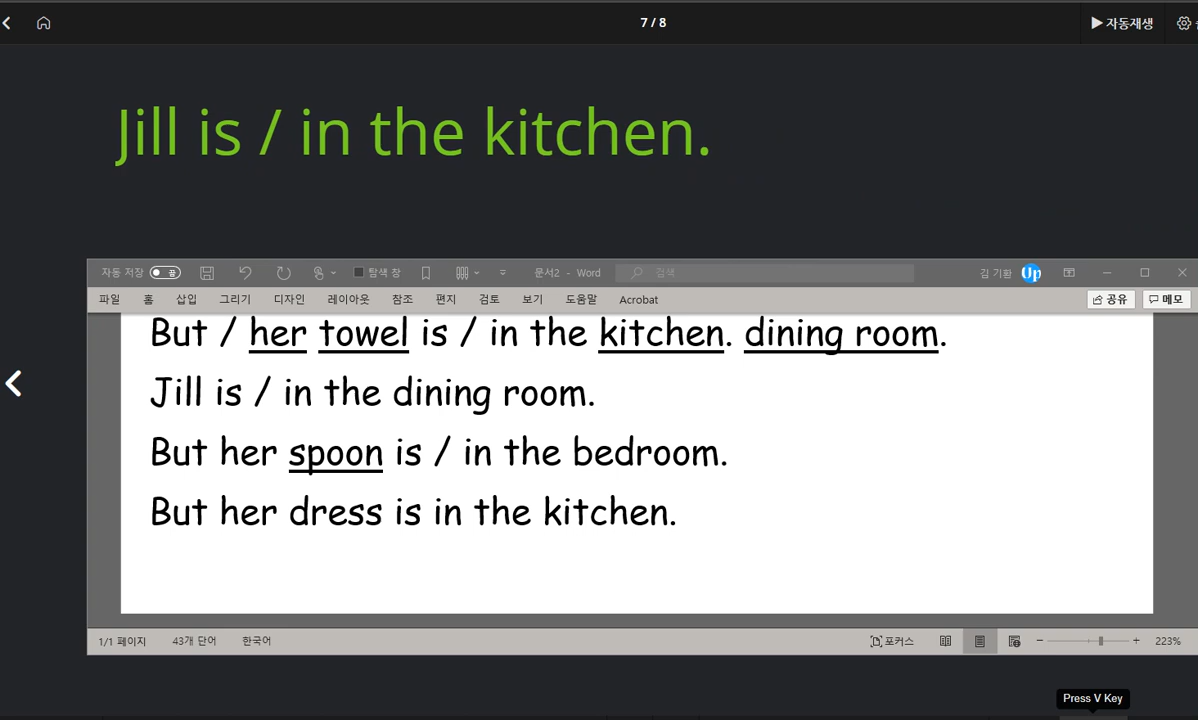 7 / 8
▶ 자동재생
Jill is / in the kitchen.
자동 저장 끔 탐색 창 문서2 - Word 검색 김 기환 Up
파일 홈 삽입 그리기 디자인 레이아웃 참조 편지 검토 보기 도움말 Acrobat 공유 메모
But / her towel is / in the kitchen. dining room.
Jill is / in the dining room.
But her spoon is / in the bedroom.
But her dress is in the kitchen.
1/1 페이지 43개 단어 한국어 포커스 223%
Press V Key